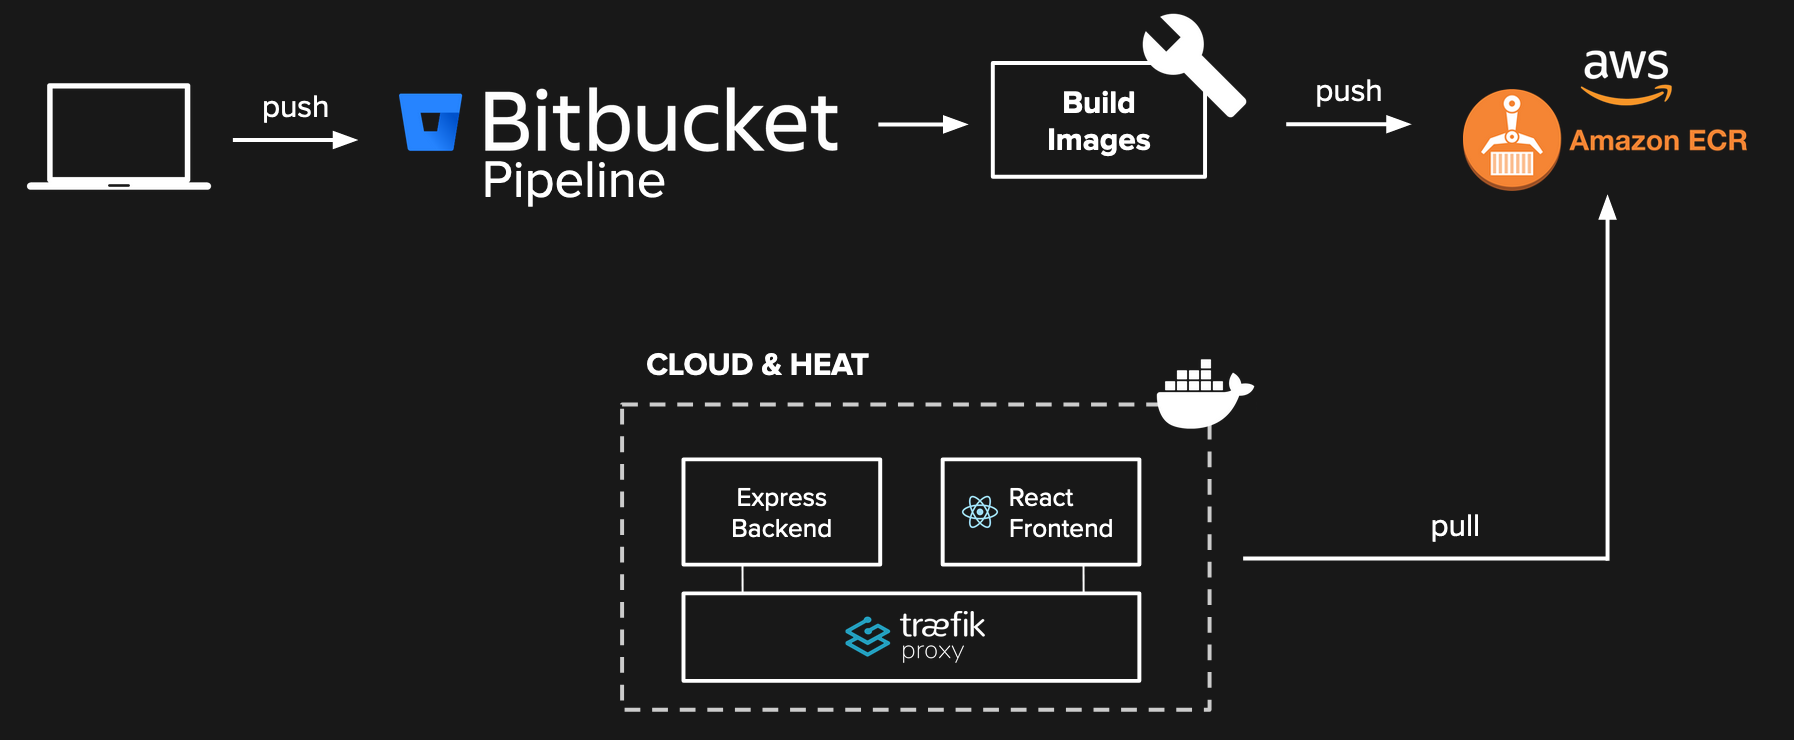 push
Bitbucket
Pipeline
Build
Images
push
aws
Amazon ECR
CLOUD & HEAT
Express
Backend
React
Frontend
træfik
proxy
pull